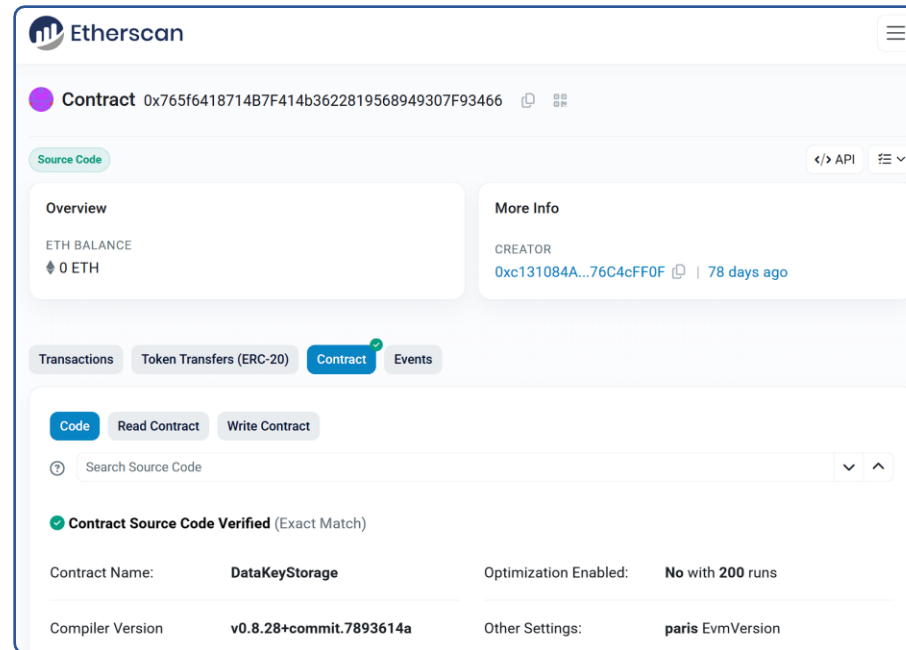 Etherscan
Contract 0x765f6418714B7F414b3622819568949307F93466
Source Code
</> API
Overview
ETH BALANCE
0 ETH
More Info
CREATOR
0xc131084A...76C4cFF0F | 78 days ago
Transactions Token Transfers (ERC-20) Contract Events
Code Read Contract Write Contract
Search Source Code
Contract Source Code Verified (Exact Match)
Contract Name: DataKeyStorage Optimization Enabled: No with 200 runs
Compiler Version v0.8.28+commit.7893614a Other Settings: paris EvmVersion